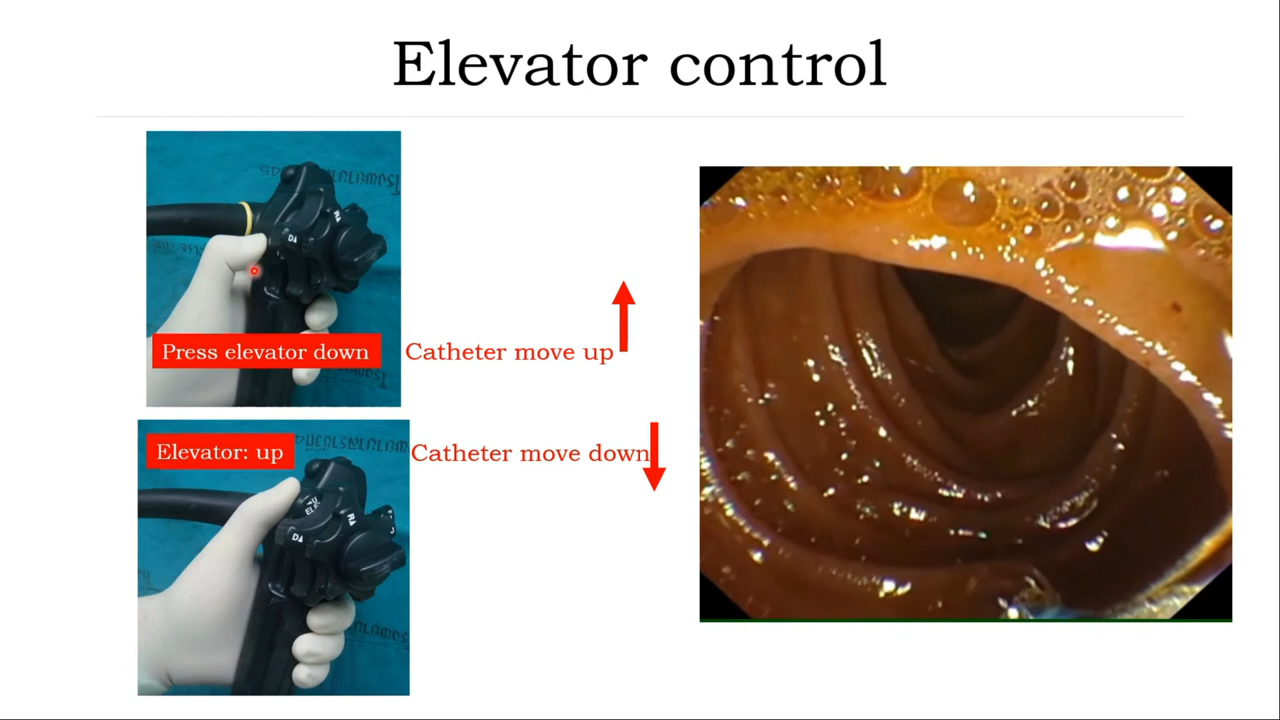 Elevator control
Press elevator down
Catheter move up
Elevator: up
Catheter move down
D▲
R▲
D▲
R▲